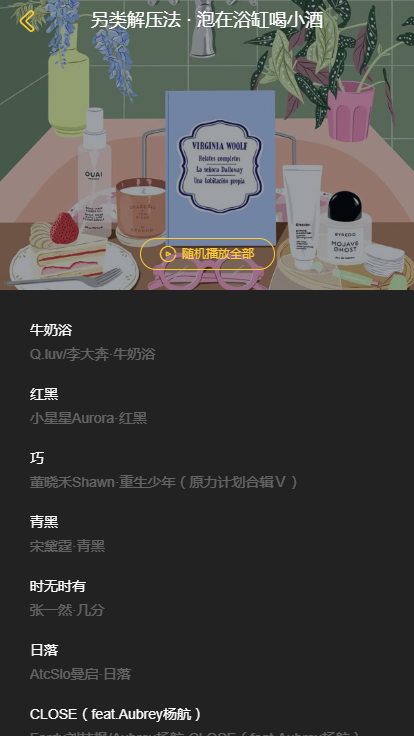 另类解压法 · 泡在浴缸喝小酒
VIRGINIA WOOLF
Relatos completos
La señora Dalloway
Una habitación propia
OUAI
BYREDO
MOJAVE
GHOST
随机播放全部
牛奶浴
Q.luv/李大奔·牛奶浴
红黑
小星星Aurora·红黑
巧
董晓禾Shawn·重生少年（原力计划合辑Ⅴ）
青黑
宋黛霆·青黑
时无时有
张一然·几分
日落
AtcSlo曼启·日落
CLOSE（feat.Aubrey杨航）